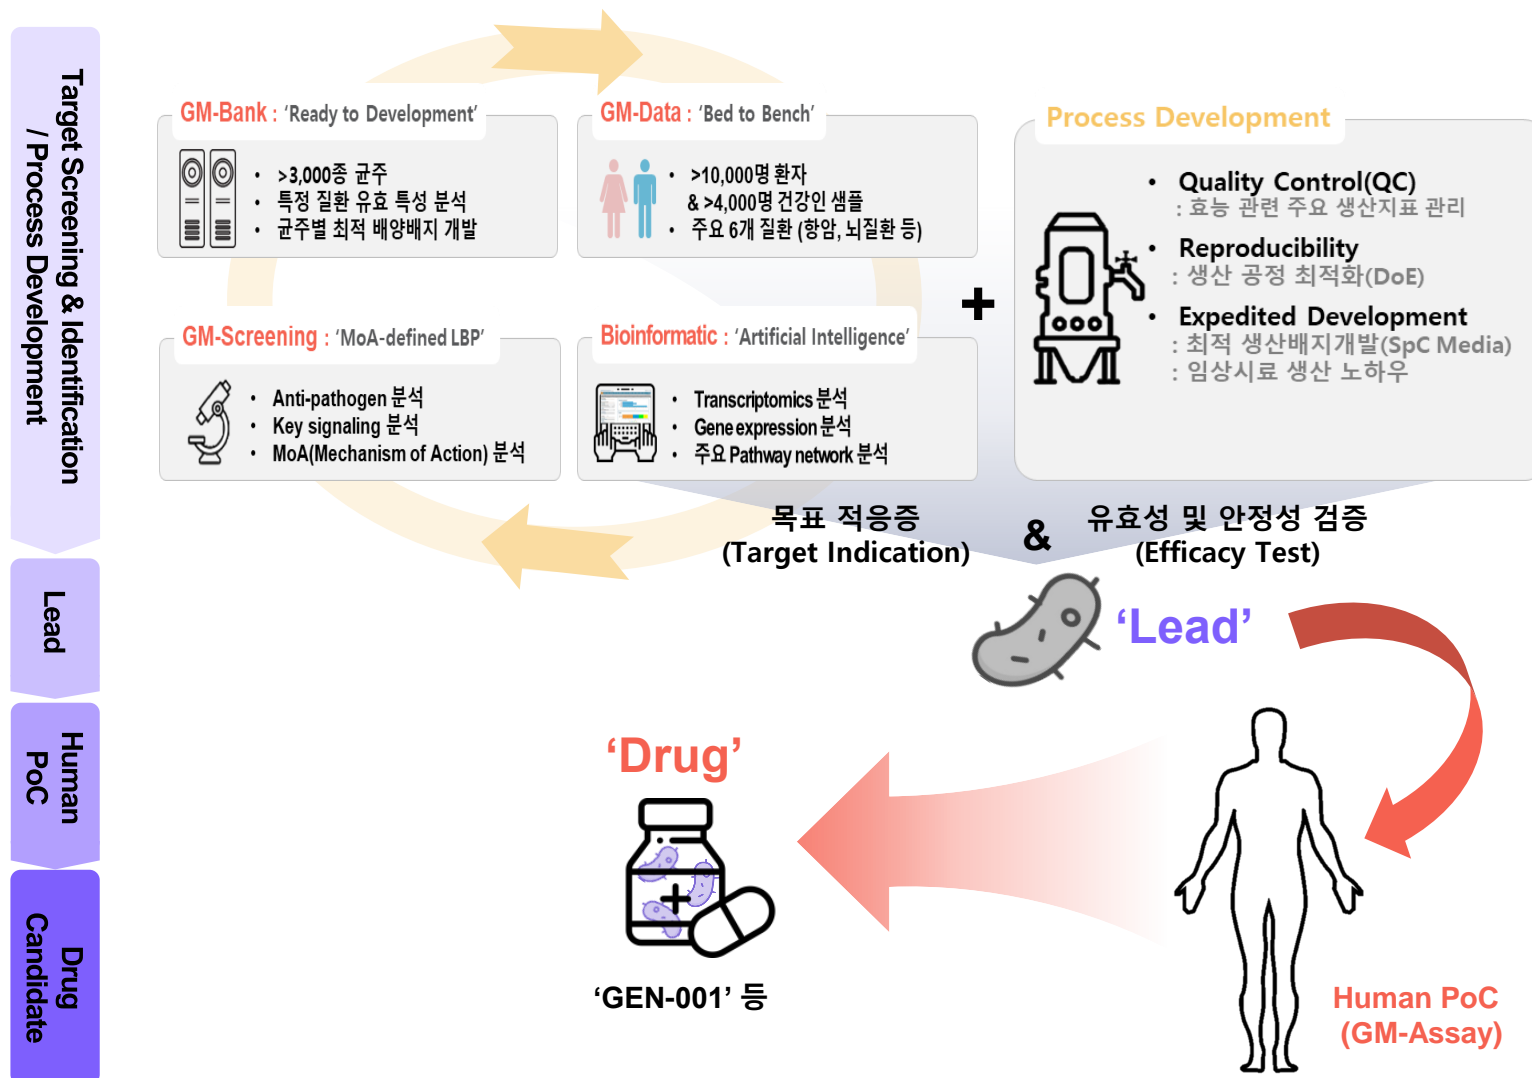 Target Screening & Identification
/ Process Development
Lead
Human
PoC
Drug
Candidate
GM-Bank : ‘Ready to Development’
• >3,000종 균주
• 특정 질환 유효 특성 분석
• 균주별 최적 배양배지 개발
GM-Data : ‘Bed to Bench’
• >10,000명 환자
& >4,000명 건강인 샘플
• 주요 6개 질환 (항암, 뇌질환 등)
GM-Screening : ‘MoA-defined LBP’
• Anti-pathogen 분석
• Key signaling 분석
• MoA(Mechanism of Action) 분석
Bioinformatic : ‘Artificial Intelligence’
• Transcriptomics 분석
• Gene expression 분석
• 주요 Pathway network 분석
+
Process Development
• Quality Control(QC)
: 효능 관련 주요 생산지표 관리
• Reproducibility
: 생산 공정 최적화(DoE)
• Expedited Development
: 최적 생산배지개발(SpC Media)
: 임상시료 생산 노하우
목표 적응증
(Target Indication)
&
유효성 및 안정성 검증
(Efficacy Test)
‘Lead’
‘Drug’
‘GEN-001’ 등
Human PoC
(GM-Assay)